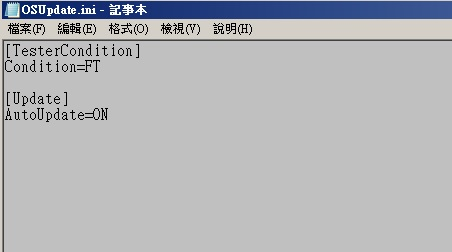 OSUpdate.ini - 記事本
檔案(F) 編輯(E) 格式(O) 檢視(V) 說明(H)
[TesterCondition]
Condition=FT
[Update]
AutoUpdate=ON